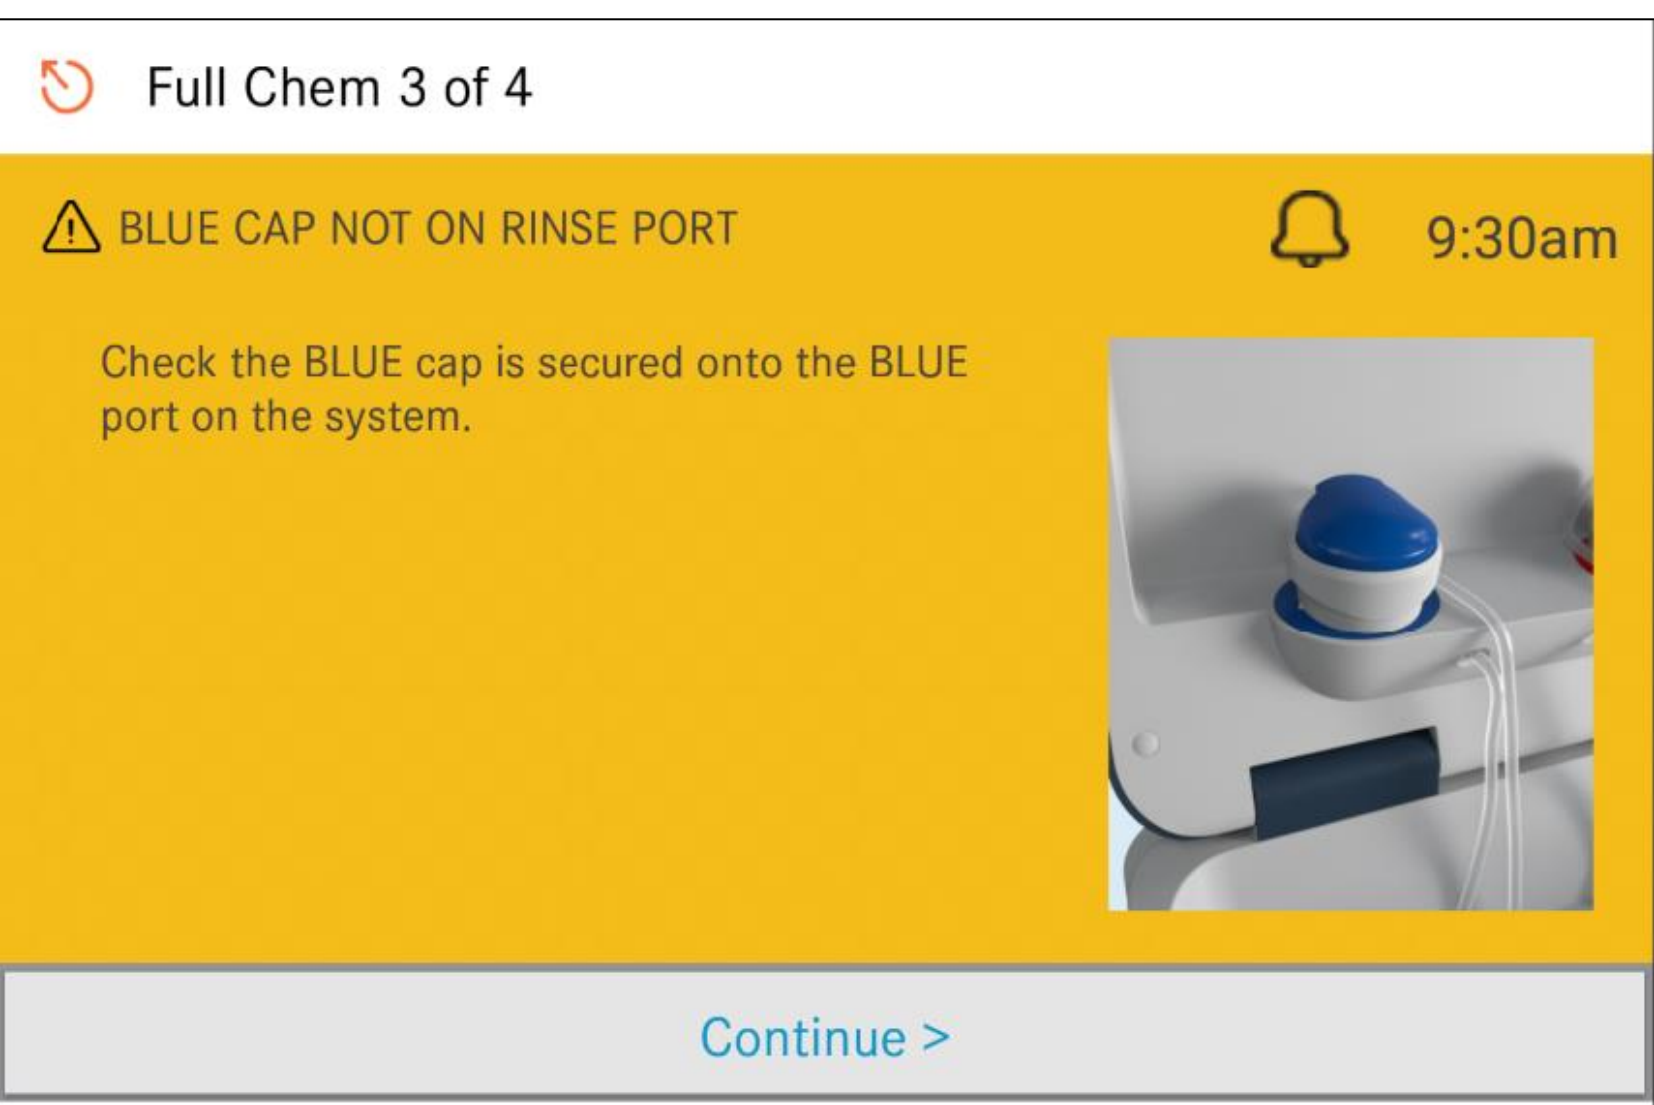 Full Chem 3 of 4
BLUE CAP NOT ON RINSE PORT
9:30am
Check the BLUE cap is secured onto the BLUE
port on the system.
Continue >